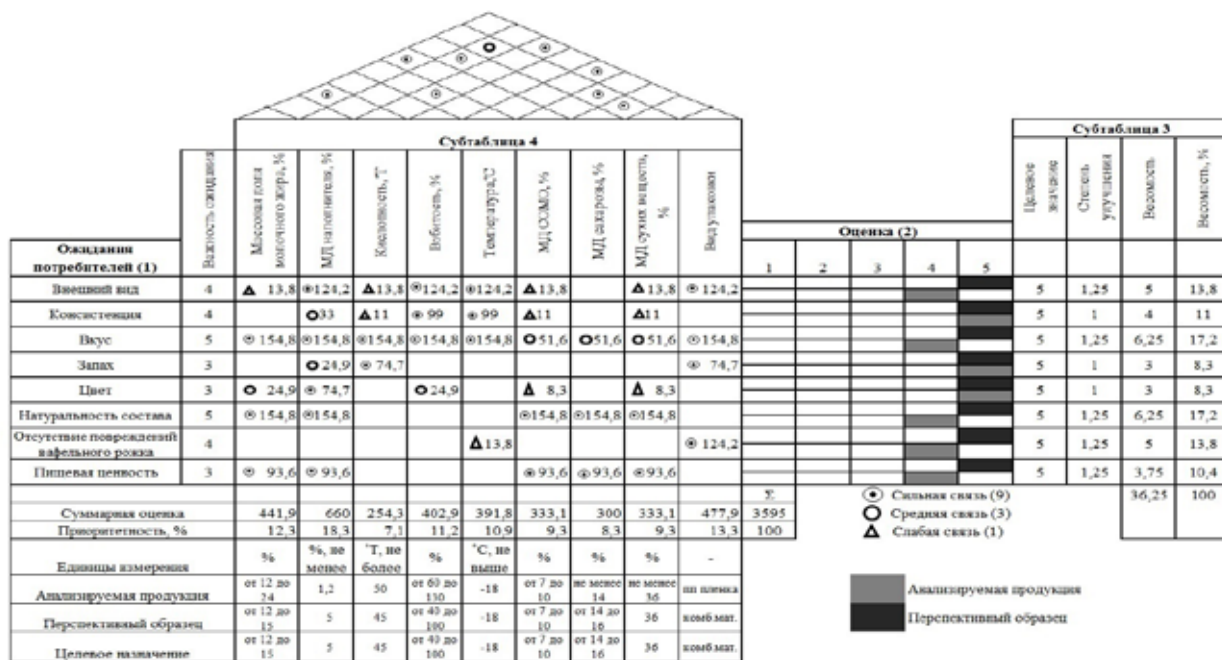 Субтаблица 4
Субтаблица 3
Ожидания потребителей (1)
Важность ожидания
Массовая доля молочного жира, %
МД наполнителя, %
Кислотность, °Т
Взбитость, %
Температура,°С
МД СОМО, %
МД сахарозы, %
МД сухих веществ, %
Вид упаковки
Оценка (2)
1 2 3 4 5
Целевое значение
Степень улучшения
Весомость
Весомость, %
Внешний вид 4 13,8 124,2 13,8 124,2 124,2 13,8 13,8 124,2 5 1,25 5 13,8
Консистенция 4 33 11 99 99 11 11 5 1 4 11
Вкус 5 154,8 154,8 154,8 154,8 154,8 51,6 51,6 51,6 154,8 5 1,25 6,25 17,2
Запах 3 24,9 74,7 74,7 5 1 3 8,3
Цвет 3 24,9 74,7 24,9 8,3 8,3 5 1 3 8,3
Натуральность состава 5 154,8 154,8 154,8 154,8 154,8 5 1,25 6,25 17,2
Отсутствие повреждений вафельного рожка 4 13,8 124,2 5 1,25 5 13,8
Пищевая ценность 3 93,6 93,6 93,6 93,6 93,6 5 1,25 3,75 10,4
Σ 36,25 100
Суммарная оценка 441,9 660 254,3 402,9 391,8 333,1 300 333,1 477,9 3595
Приоритетность, % 12,3 18,3 7,1 11,2 10,9 9,3 8,3 9,3 13,3 100
Сильная связь (9)
Средняя связь (3)
Слабая связь (1)
Единицы измерения % %, не менее °Т, не более % °С, не выше % % % -
Анализируемая продукция от 12 до 24 1,2 50 от 60 до 130 -18 от 7 до 10 не менее 14 не менее 36 пп пленка
Перспективный образец от 12 до 15 5 45 от 40 до 100 -18 от 7 до 10 от 14 до 16 36 комб.мат.
Целевое назначение от 12 до 15 5 45 от 40 до 100 -18 от 7 до 10 от 14 до 16 36 комб.мат.
Анализируемая продукция
Перспективный образец